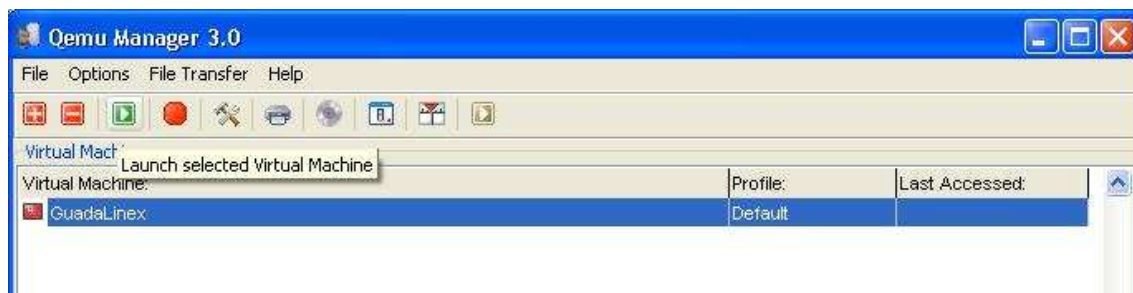 Qemu Manager 3.0
File Options File Transfer Help
Virtual Mach
Launch selected Virtual Machine
Virtual Machine: Profile: Last Accessed:
GuadaLinex Default